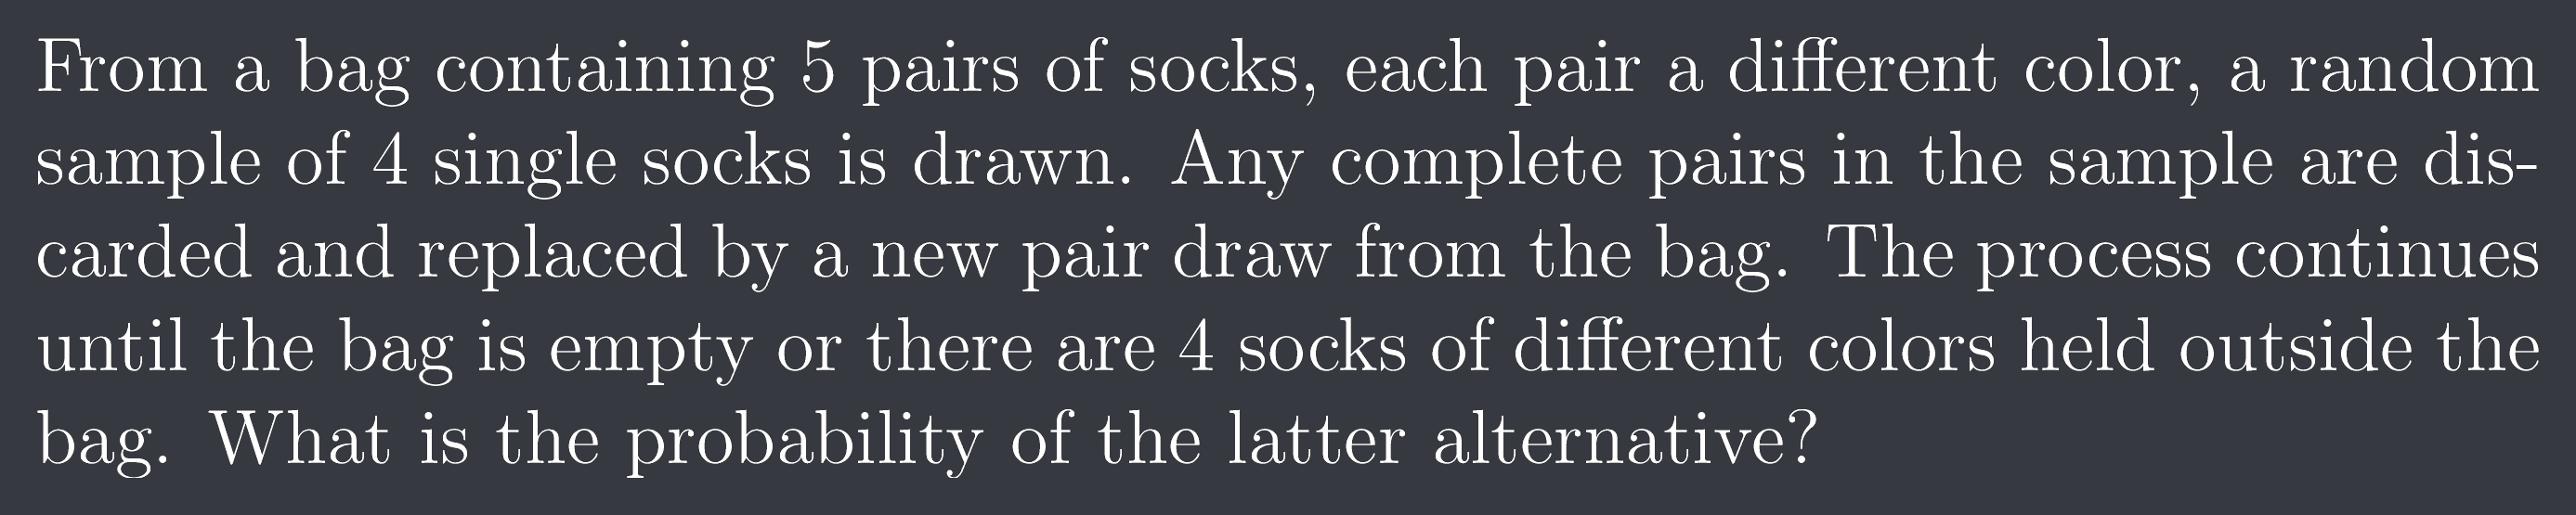 From a bag containing 5 pairs of socks, each pair a different color, a random
sample of 4 single socks is drawn. Any complete pairs in the sample are dis-
carded and replaced by a new pair draw from the bag. The process continues
until the bag is empty or there are 4 socks of different colors held outside the
bag. What is the probability of the latter alternative?